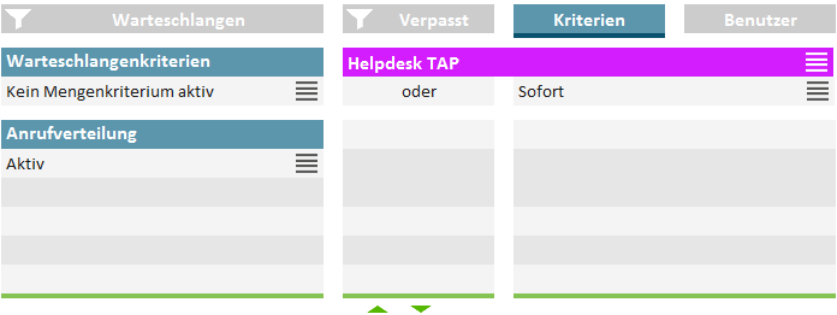 Warteschlangen
Verpasst
Kriterien
Benutzer
Warteschlangenkriterien
Helpdesk TAP
Kein Mengenkriterium aktiv
oder
Sofort
Anrufverteilung
Aktiv